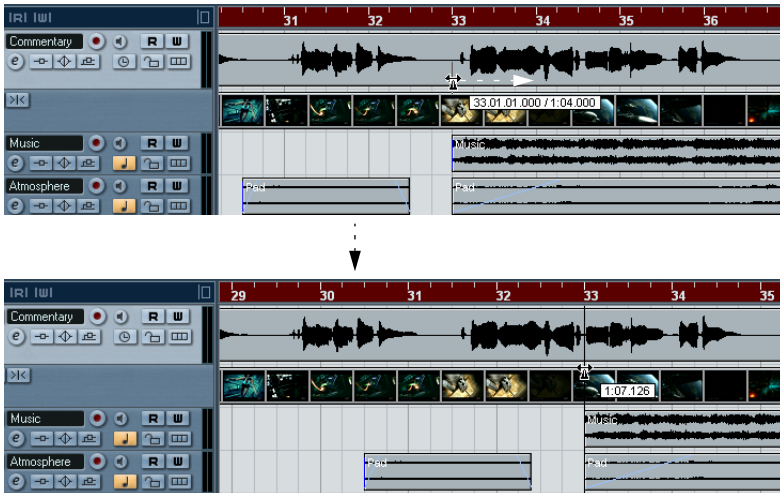 31 32 33 34 35 36
Commentary R W
e
33.01.01.000 / 1:04.000
Music R W
Music
e
Atmosphere R W
Pad Pad
e
29 30 31 32 33 34 35
Commentary R W
e
1:07.126
Music R W
Music
e
Atmosphere R W
Pad Pad
e